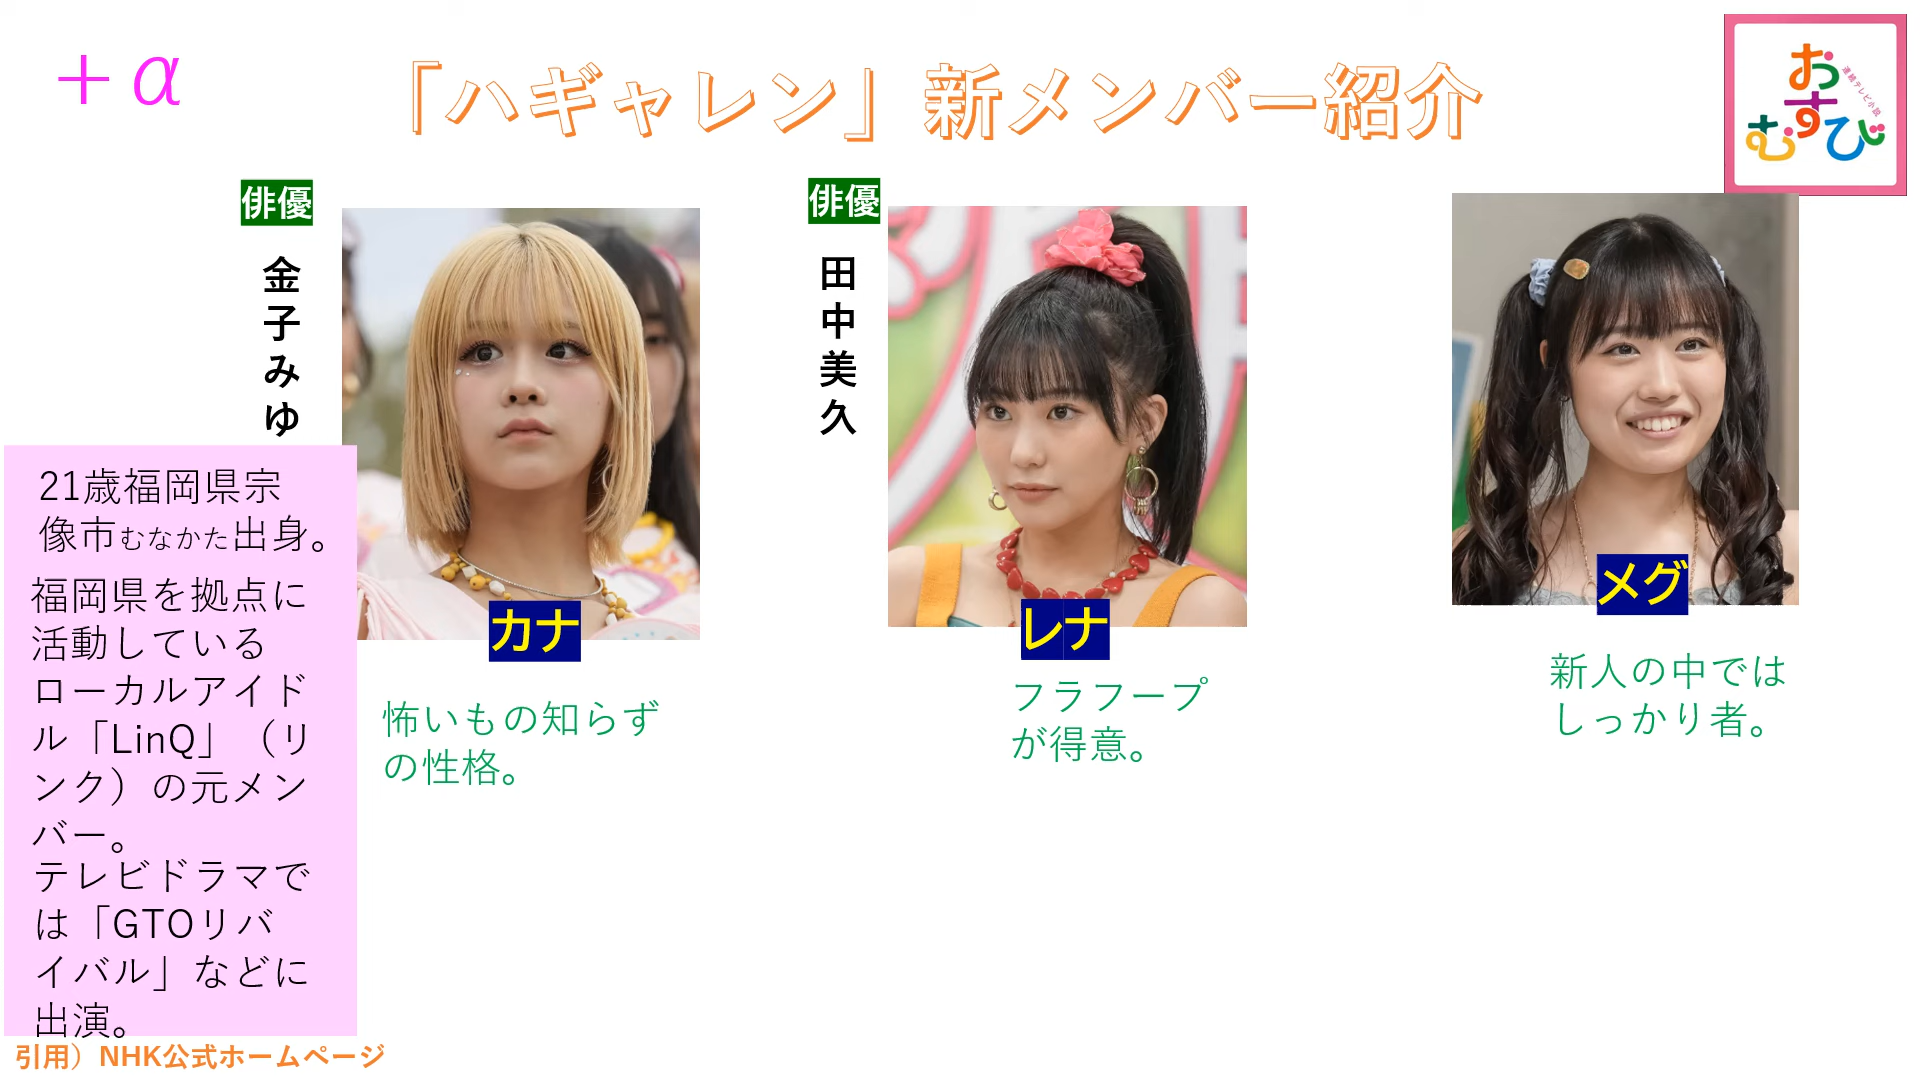 ＋α
「ハギャレン」新メンバー紹介
連続テレビ小説
おむすび
俳優
金子みゆ
俳優
田中美久
カナ
レナ
メグ
怖いもの知らず
の性格。
フラフープ
が得意。
新人の中では
しっかり者。
21歳福岡県宗
像市むなかた出身。
福岡県を拠点に
活動している
ローカルアイド
ル「LinQ」（リ
ンク）の元メン
バー。
テレビドラマで
は「GTOリバ
イバル」などに
出演。
引用）NHK公式ホームページ